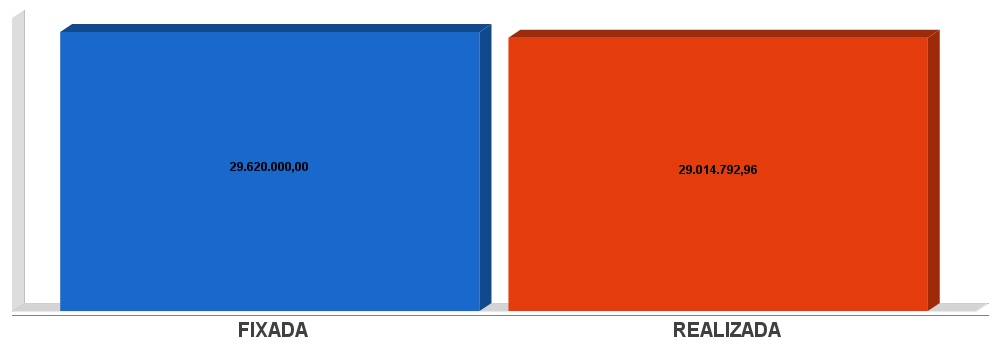 29.620.000,00
29.014.792,96
FIXADA
REALIZADA